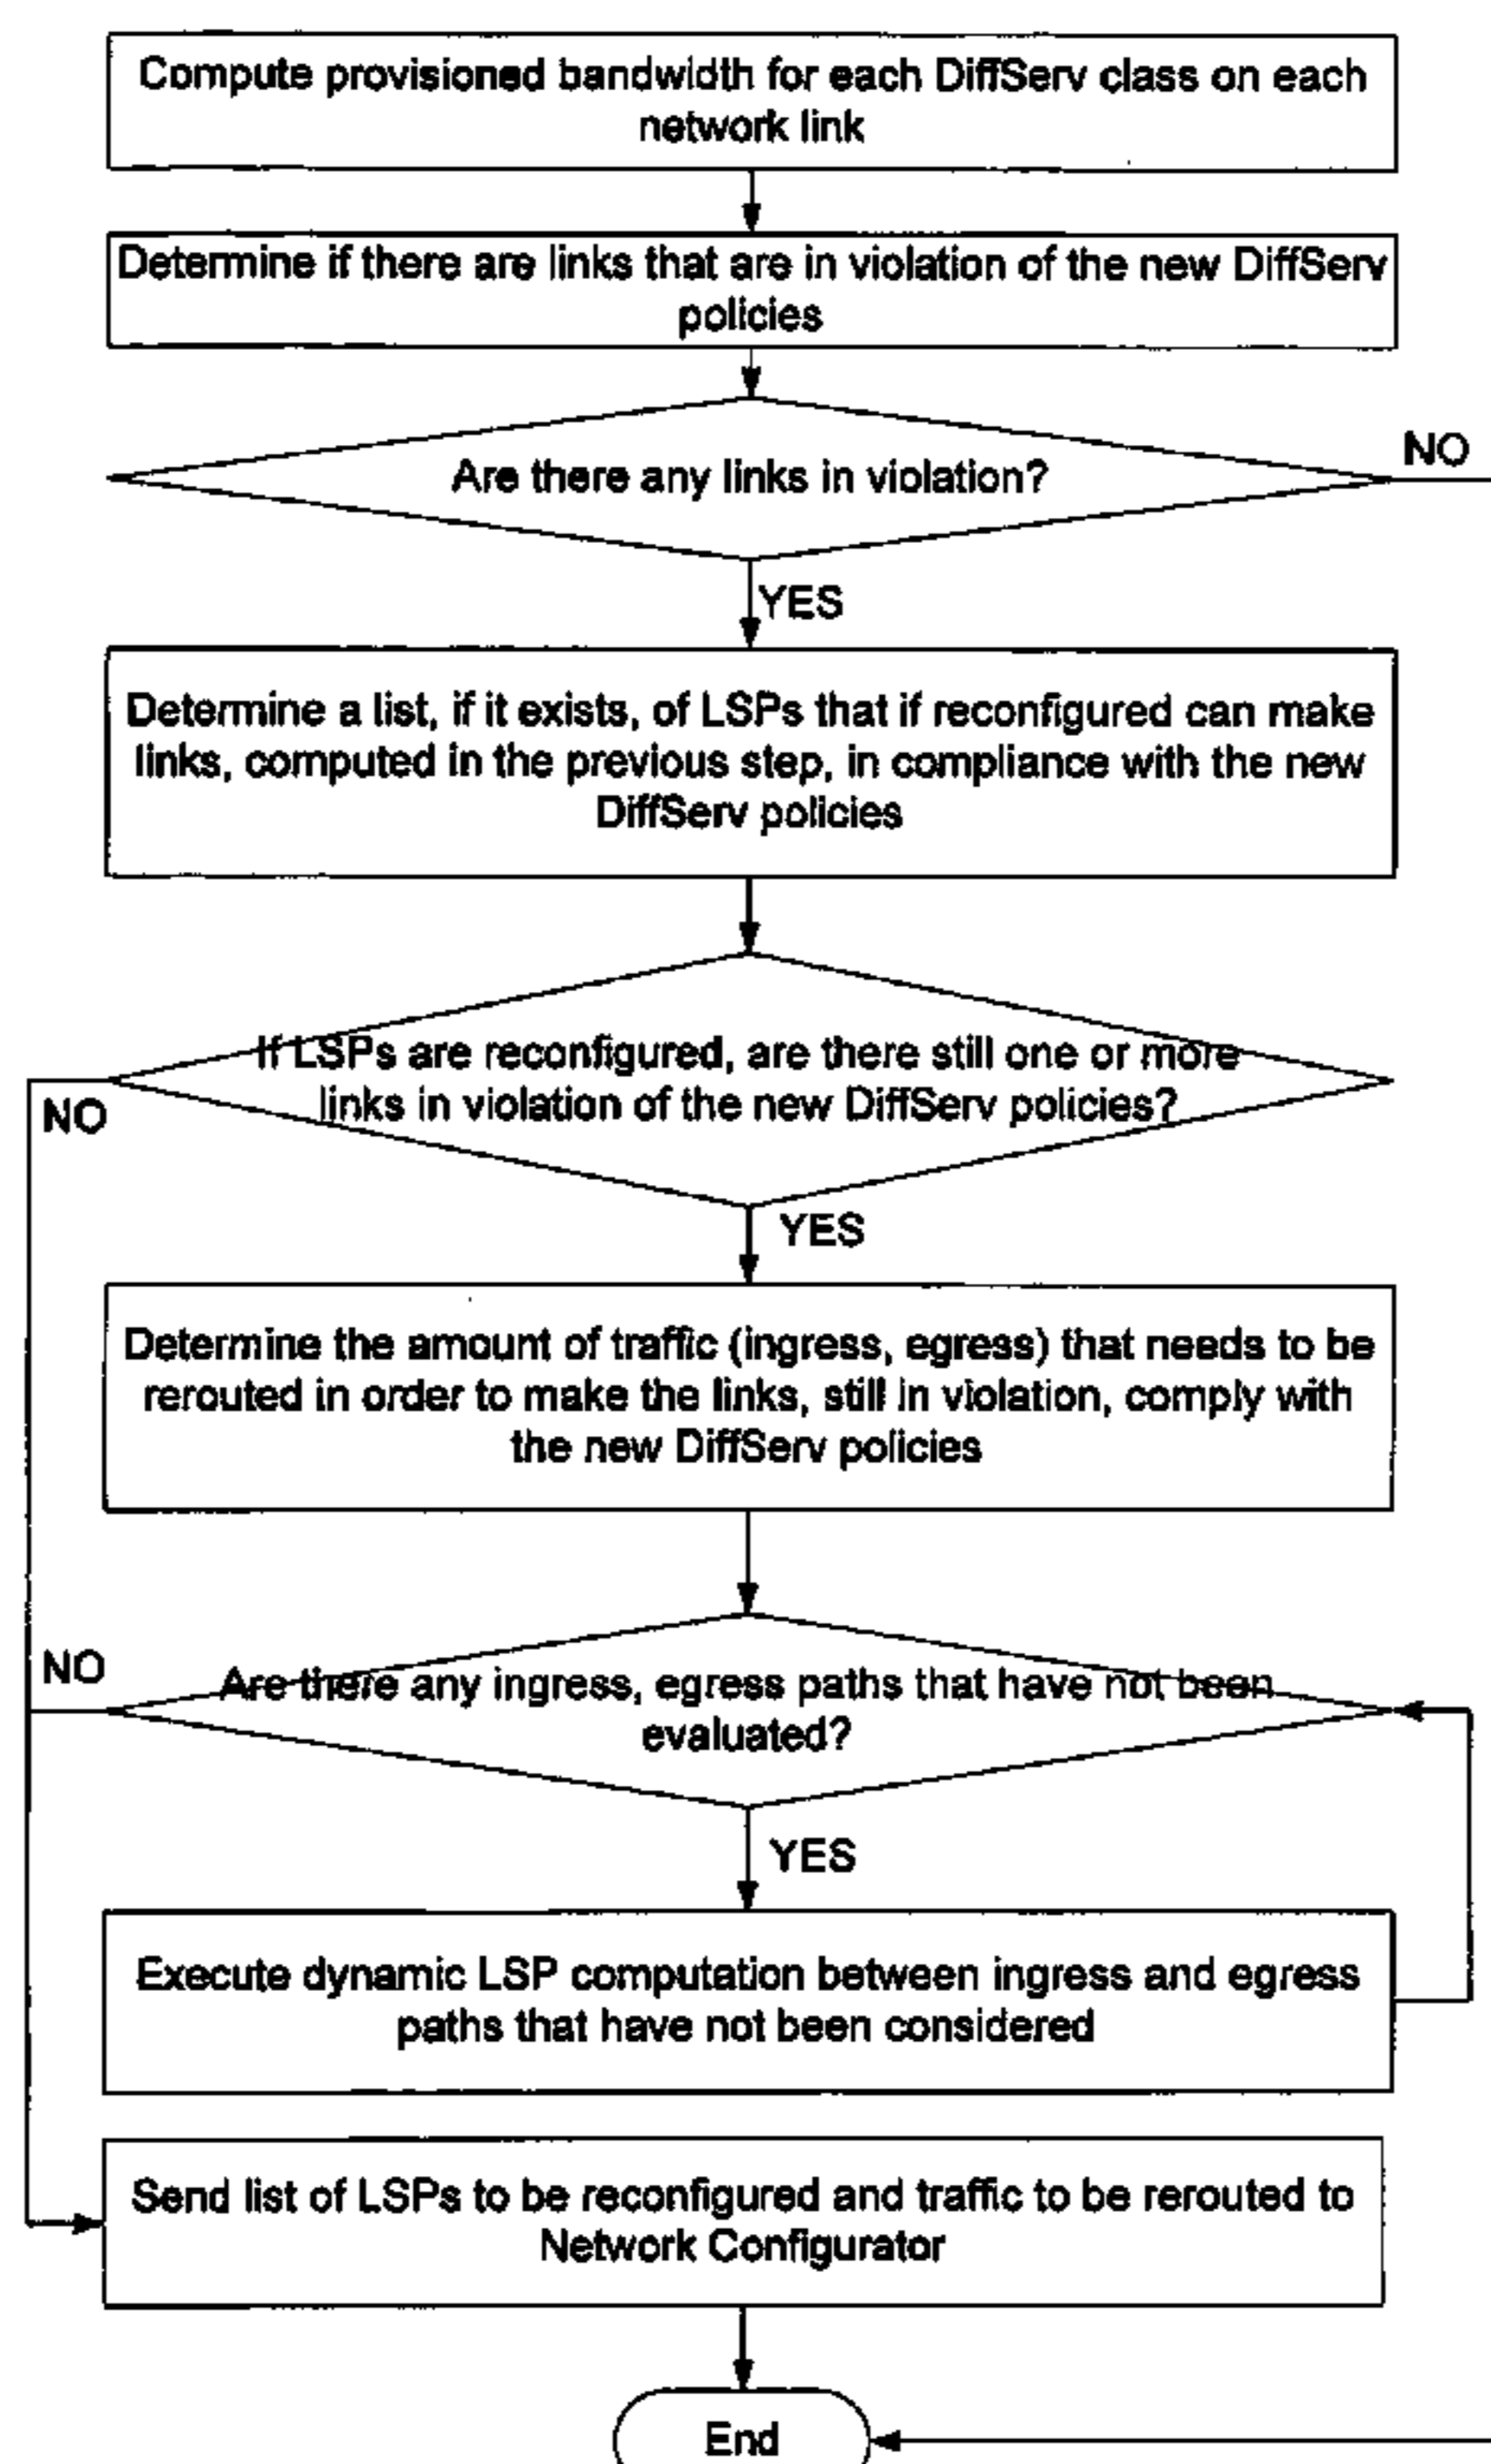 Compute provisioned bandwidth for each DiffServ class on each
network link
Determine if there are links that are in violation of the new DiffServ
policies
Are there any links in violation?
NO
YES
Determine a list, if it exists, of LSPs that if reconfigured can make
links, computed in the previous step, in compliance with the new
DiffServ policies
If LSPs are reconfigured, are there still one or more
links in violation of the new DiffServ policies?
NO
YES
Determine the amount of traffic (ingress, egress) that needs to be
rerouted in order to make the links, still in violation, comply with
the new DiffServ policies
NO
Are there any ingress, egress paths that have not been
evaluated?
YES
Execute dynamic LSP computation between ingress and egress
paths that have not been considered
Send list of LSPs to be reconfigured and traffic to be rerouted to
Network Configurator
End